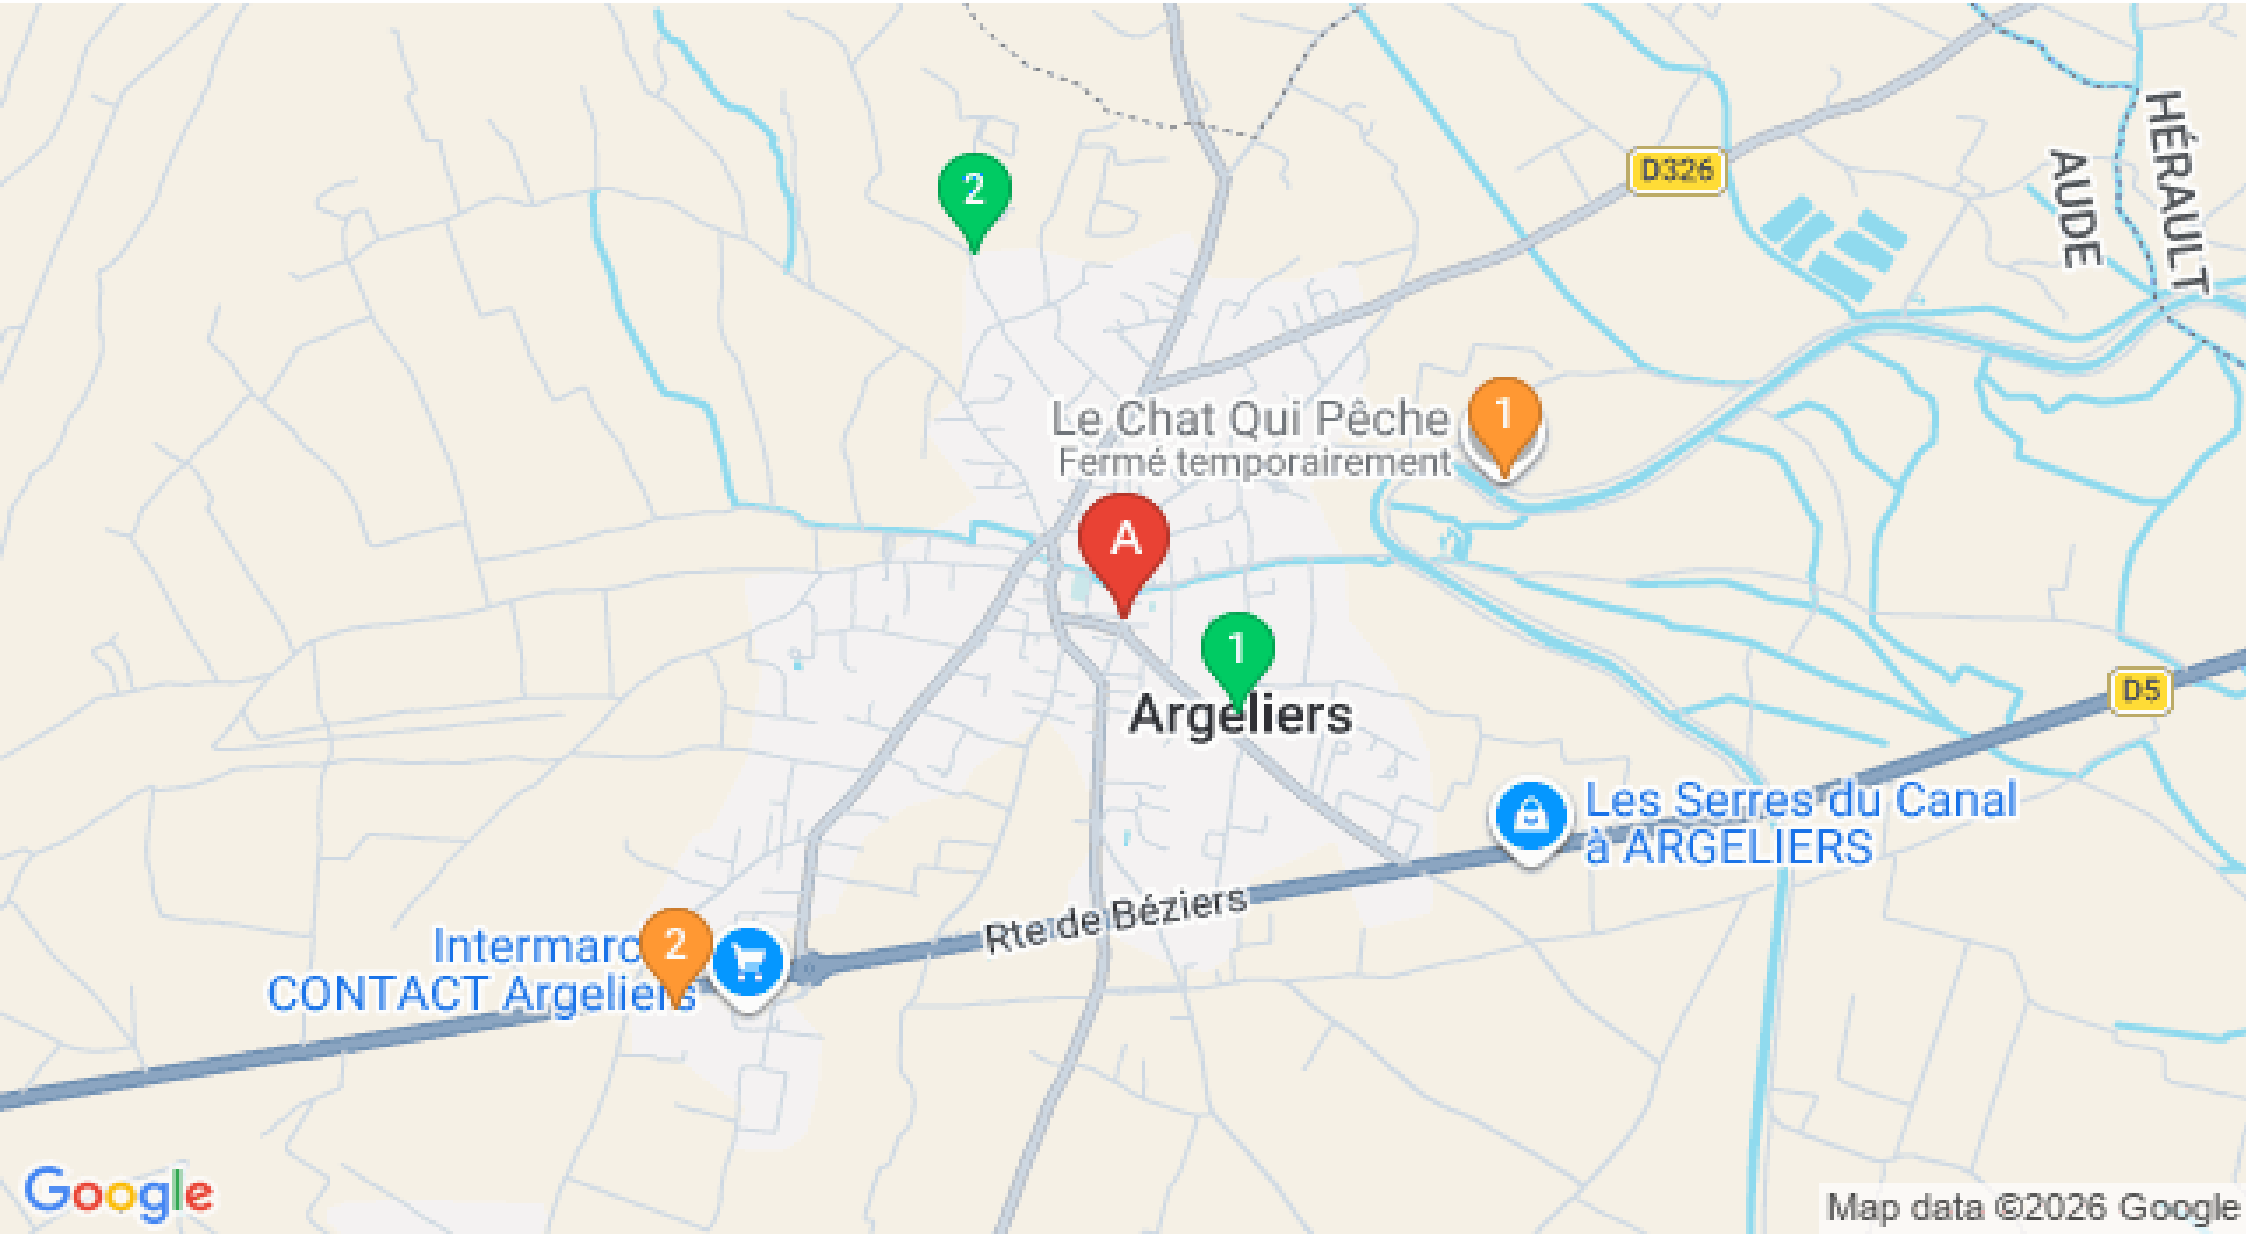 D326
HÉRAULT
AUDE
2
1
Le Chat Qui Pêche
Fermé temporairement
A
1
Argeliers
D5
Les Serres du Canal
à ARGELIERS
Rte de Béziers
2
Intermarc
CONTACT Argeliers
Google
Map data ©2026 Google